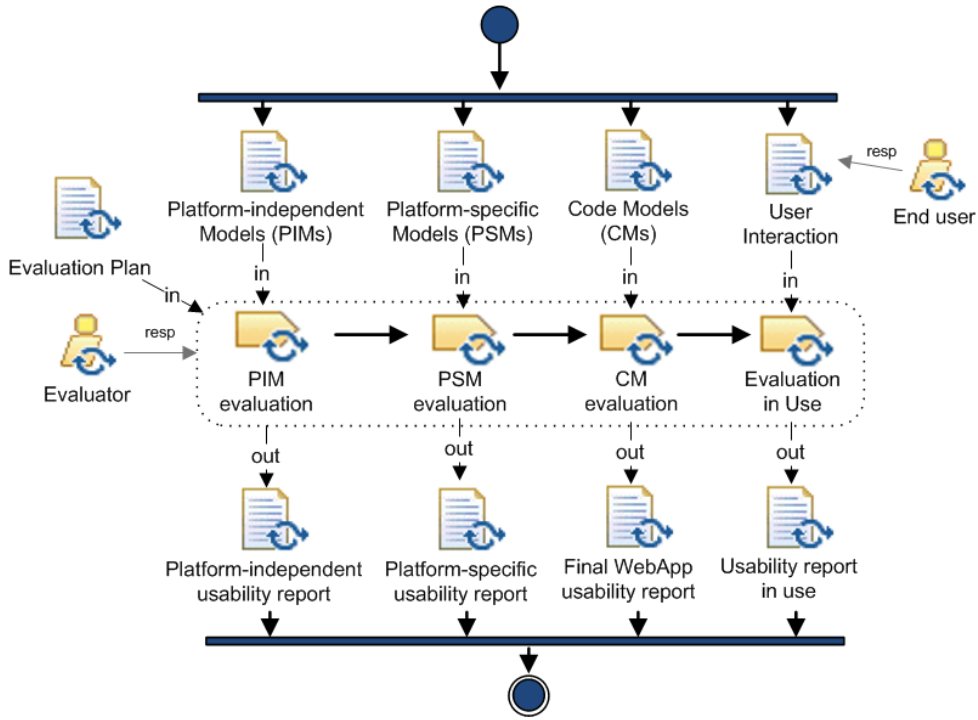 resp
Platform-independent
Models (PIMs)
Platform-specific
Models (PSMs)
Code Models
(CMs)
User
Interaction
End user
Evaluation Plan
in
in
in
in
in
resp
Evaluator
PIM
evaluation
PSM
evaluation
CM
evaluation
Evaluation
in Use
out
out
out
out
Platform-independent
usability report
Platform-specific
usability report
Final WebApp
usability report
Usability report
in use